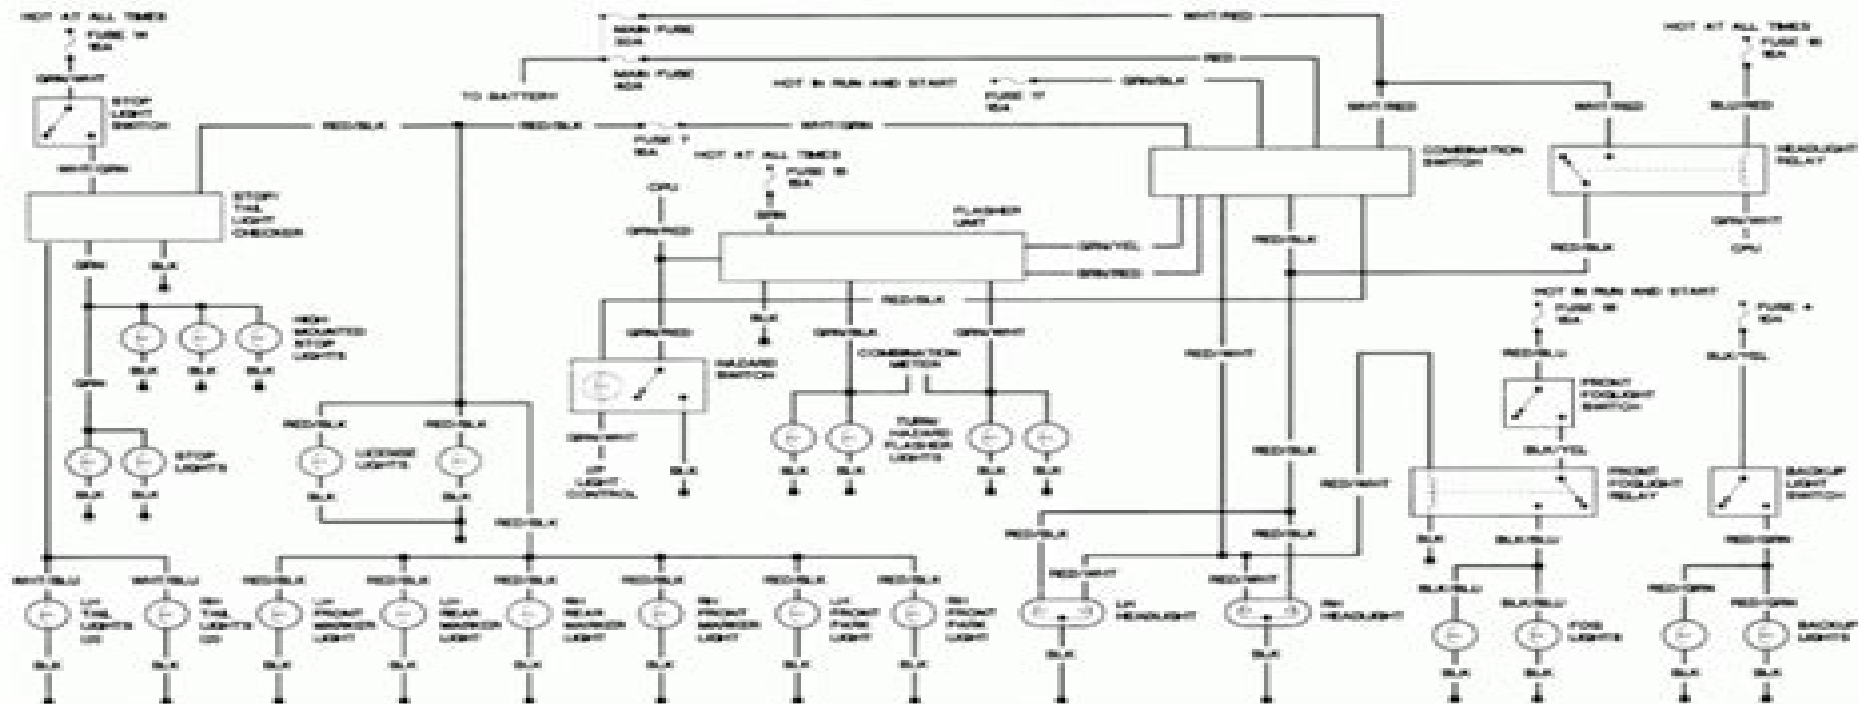 HOT AT ALL TIMES
FUSE 14
15A
GRN/WHT
STOP
LIGHT
SWITCH
WHT/GRN
STOP/
TAIL
LIGHT
CHECKER
GRN
BLK
HIGH
MOUNTED
STOP
LIGHTS
BLK
BLK
BLK
GRN
STOP
LIGHTS
BLK
BLK
RED/BLK
RED/BLK
TO BATTERY
MAIN FUSE
MAIN FUSE
WHT/RED
RED
HOT IN RUN AND START
FUSE 17
15A
GRN/BLK
FUSE 7
WHT/GRN
HOT AT ALL TIMES
15A
GRN
CPU
GRN/RED
FLASHER
UNIT
GRN/YEL
GRN/RED
RED/BLK
GRN/RED
BLK
GRN/BLK
GRN/WHT
COMBINATION
METER
HAZARD
SWITCH
GRN/WHT
LIGHT
CONTROL
BLK
TURN/
HAZARD
FLASHER
LIGHTS
BLK
BLK
BLK
BLK
RED/BLK
RED/BLK
LICENSE
LIGHTS
BLK
BLK
RED/BLK
WHT/RED
COMBINATION
SWITCH
WHT/RED
HOT AT ALL TIMES
15A
BLU/RED
HEADLIGHT
RELAY
GRN/WHT
CPU
RED/BLK
RED/BLK
RED/WHT
RED/BLK
HOT IN RUN AND START
15A
FUSE 4
15A
RED/BLU
BLK/YEL
FRONT
FOGLIGHT
SWITCH
BLK/YEL
RED/WHT
FRONT
FOGLIGHT
RELAY
BACKUP
LIGHT
SWITCH
BLK
BLK/BLU
RED/GRN
BLK/BLU
BLK/BLU
RED/GRN
RED/GRN
FOG
LIGHTS
BACKUP
LIGHTS
BLK
BLK
BLK
BLK
RED/BLK
RED/BLK
RED/WHT
RED/WHT
LH
HEADLIGHT
RH
HEADLIGHT
BLK
BLK
WHT/BLU
WHT/BLU
RED/BLK
RED/BLK
RED/BLK
RED/BLK
RED/BLK
RED/BLK
LH
TAIL
LIGHTS
(2)
RH
TAIL
LIGHTS
(2)
LH
FRONT
MARKER
LIGHT
LH
REAR
MARKER
LIGHT
RH
REAR
MARKER
LIGHT
RH
FRONT
MARKER
LIGHT
LH
FRONT
PARK
LIGHT
RH
FRONT
PARK
LIGHT
BLK
BLK
BLK
BLK
BLK
BLK
BLK
BLK